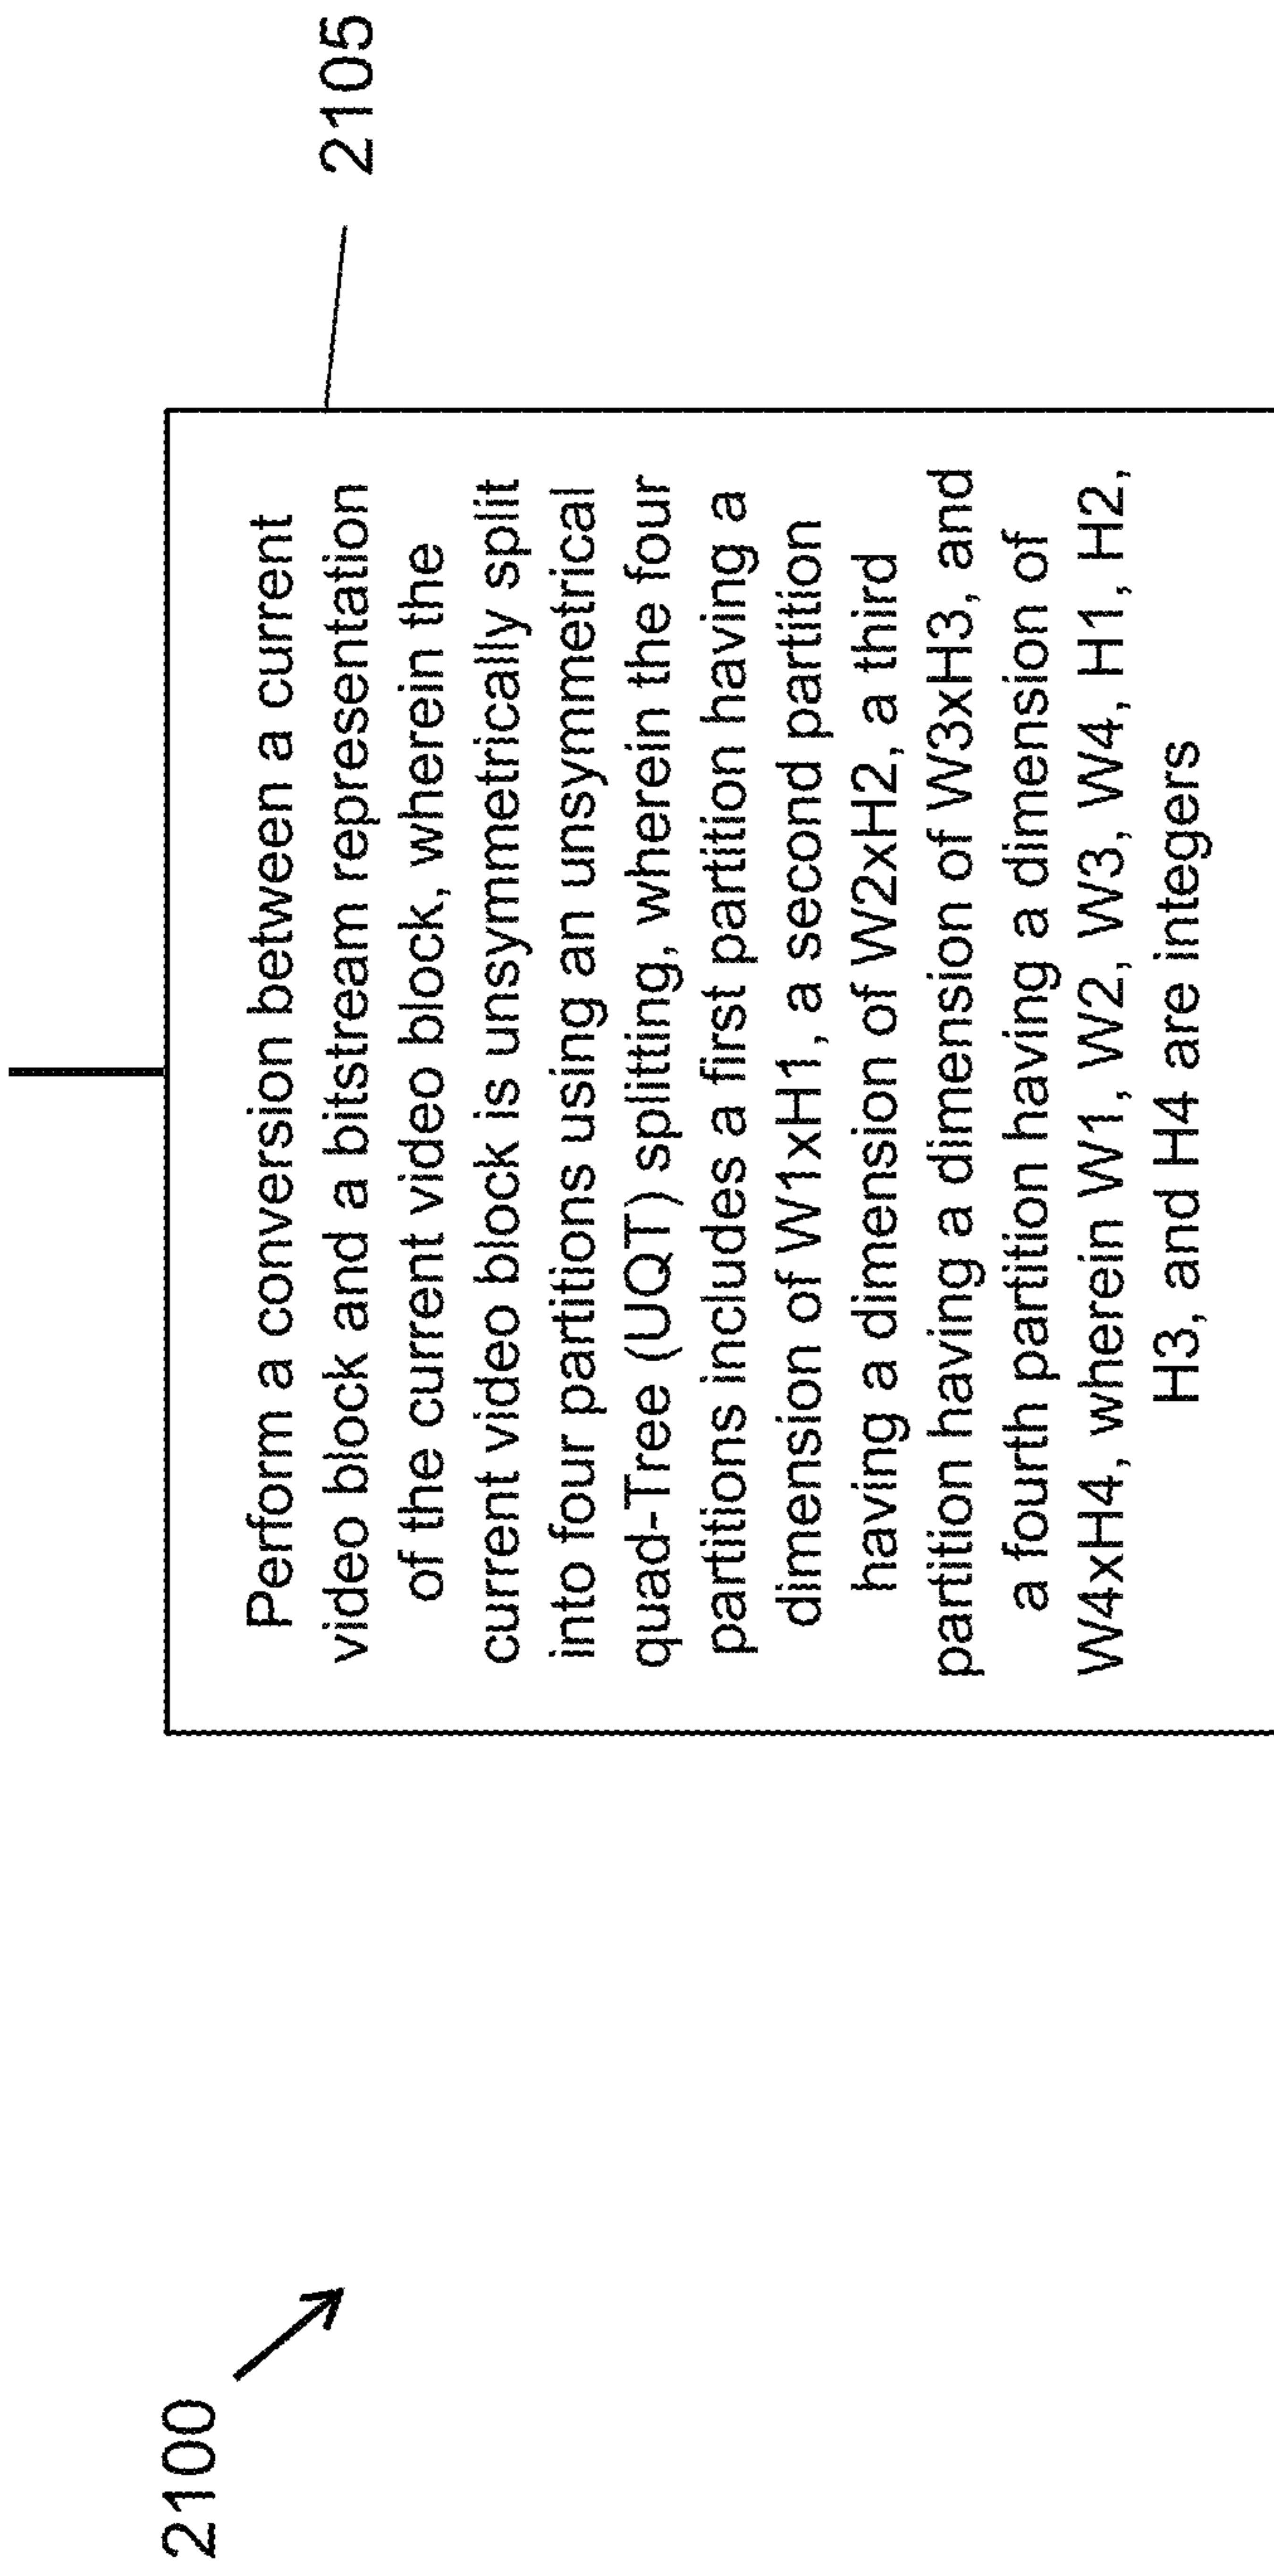 2100
Perform a conversion between a current
video block and a bitstream representation
of the current video block, wherein the
current video block is unsymmetrically split
into four partitions using an unsymmetrical
quad-Tree (UQT) splitting, wherein the four
partitions includes a first partition having a
dimension of W1xH1, a second partition
having a dimension of W2xH2, a third
partition having a dimension of W3xH3, and
a fourth partition having a dimension of
W4xH4, wherein W1, W2, W3, W4, H1, H2,
H3, and H4 are integers
2105